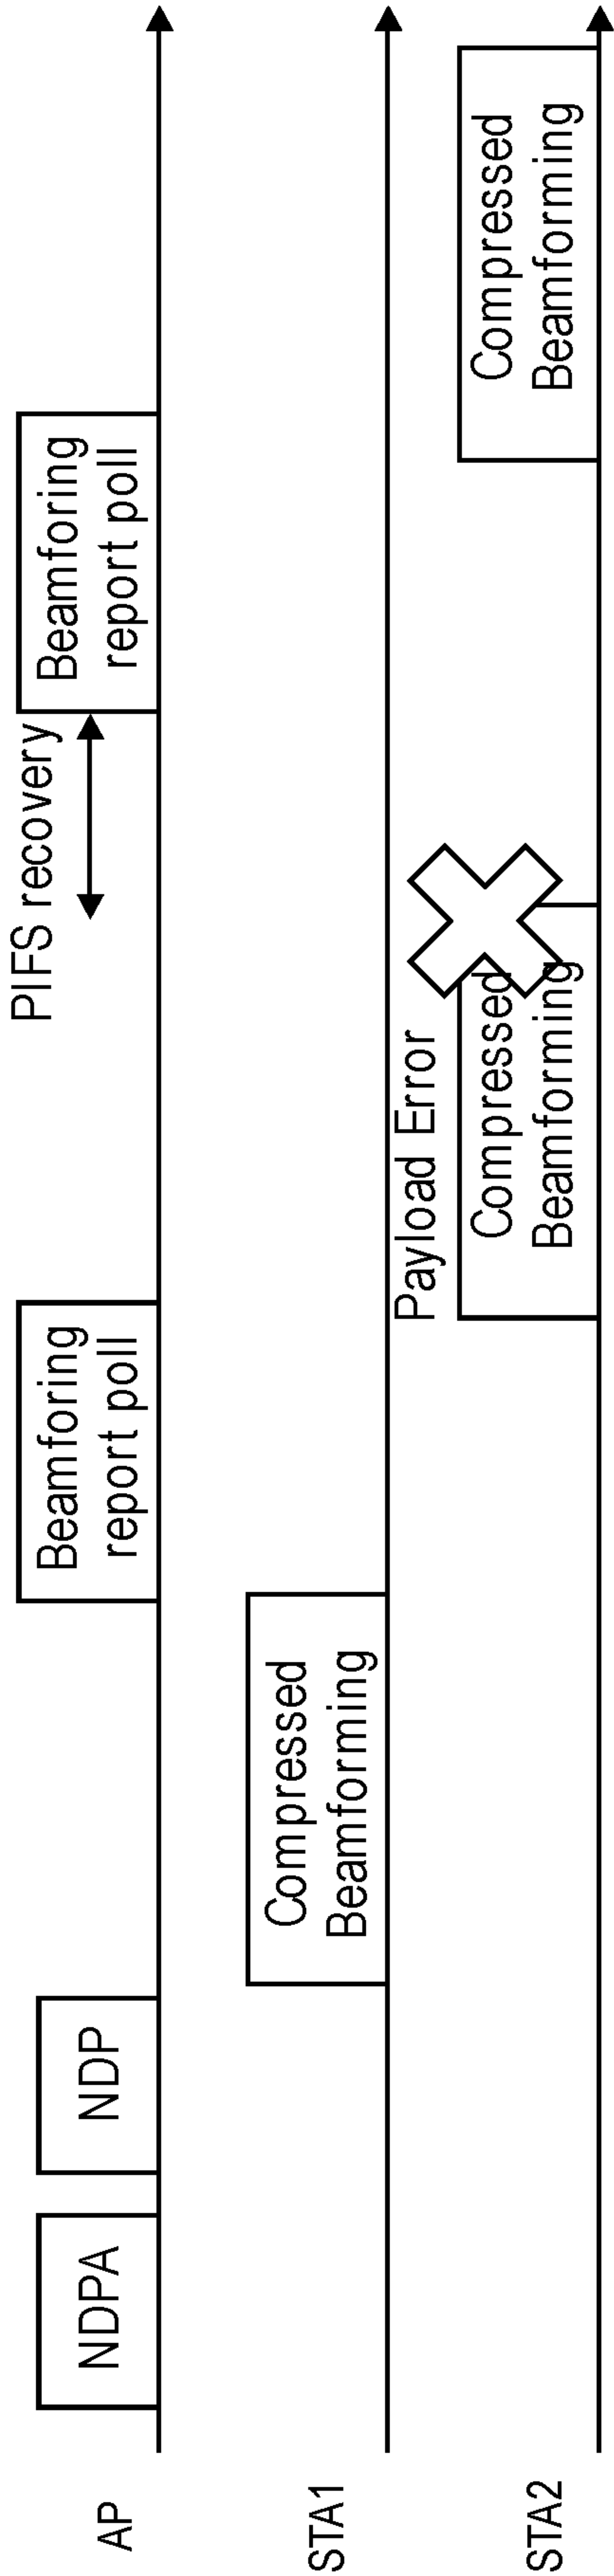 PIFS recovery
AP
NDPA
NDP
Beamforing
report poll
Beamforing
report poll
STA1
Compressed
Beamforming
Payload Error
STA2
Compressed
Beamforming
Compressed
Beamforming